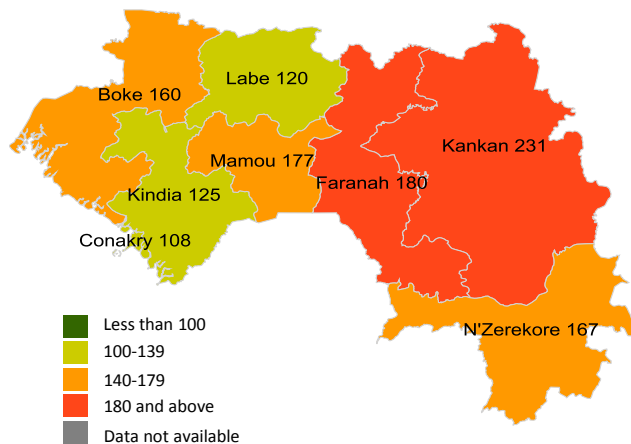 Labe 120
Boke 160
Kankan 231
Mamou 177
Faranah 180
Kindia 125
Conakry 108
N'Zerekore 167
Less than 100
100-139
140-179
180 and above
Data not available